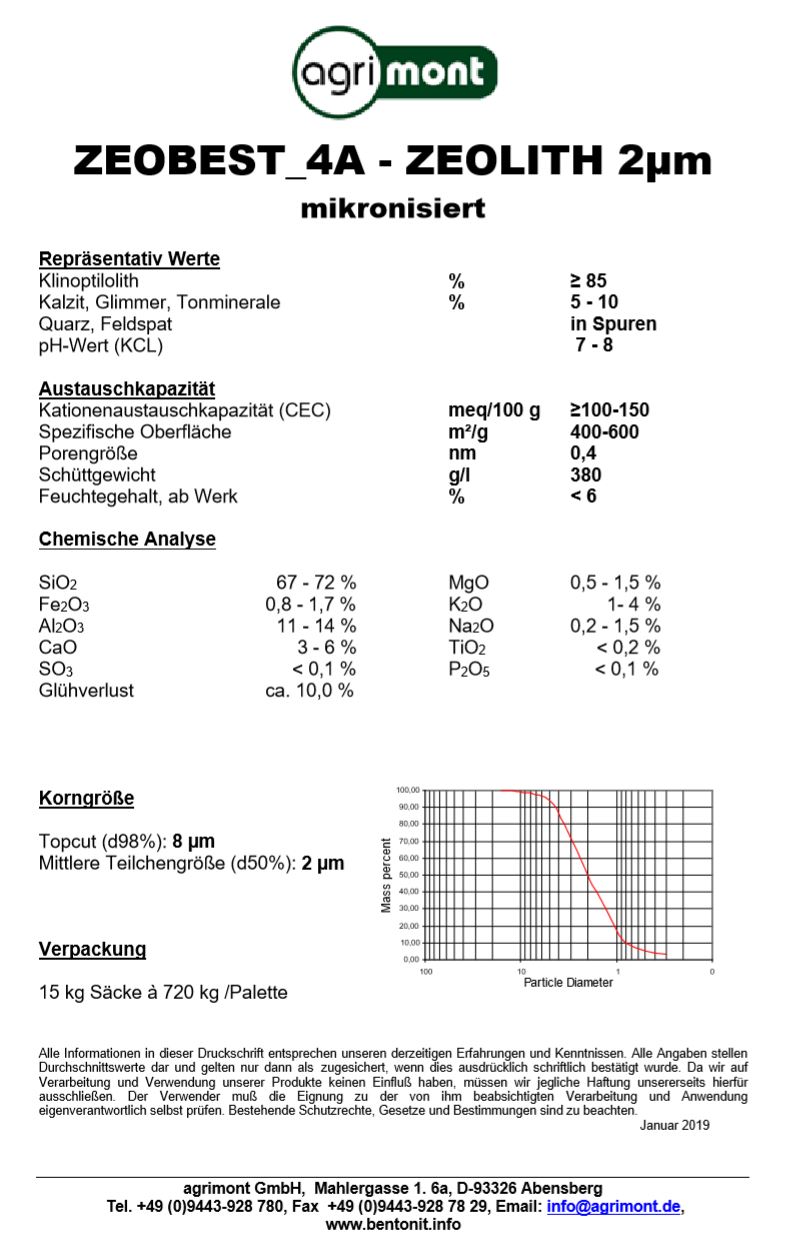 agrimont
ZEOBEST_4A - ZEOLITH 2µm
mikronisiert
Repräsentativ Werte
Klinoptilolith % ≥ 85
Kalzit, Glimmer, Tonminerale % 5 - 10
Quarz, Feldspat in Spuren
pH-Wert (KCL) 7 - 8
Austauschkapazität
Kationenaustauschkapazität (CEC) meq/100 g ≥100-150
Spezifische Oberfläche m²/g 400-600
Porengröße nm 0,4
Schüttgewicht g/l 380
Feuchtegehalt, ab Werk % < 6
Chemische Analyse
SiO2 67 - 72 % MgO 0,5 - 1,5 %
Fe2O3 0,8 - 1,7 % K2O 1- 4 %
Al2O3 11 - 14 % Na2O 0,2 - 1,5 %
CaO 3 - 6 % TiO2 < 0,2 %
SO3 < 0,1 % P2O5 < 0,1 %
Glühverlust ca. 10,0 %
Korngröße
Topcut (d98%): 8 µm
Mittlere Teilchengröße (d50%): 2 µm
Mass percent
100,00
90,00
80,00
70,00
60,00
50,00
40,00
30,00
20,00
10,00
0,00
100 10 1 0
Particle Diameter
Verpackung
15 kg Säcke à 720 kg /Palette
Alle Informationen in dieser Druckschrift entsprechen unseren derzeitigen Erfahrungen und Kenntnissen. Alle Angaben stellen
Durchschnittswerte dar und gelten nur dann als zugesichert, wenn dies ausdrücklich schriftlich bestätigt wurde. Da wir auf
Verarbeitung und Verwendung unserer Produkte keinen Einfluß haben, müssen wir jegliche Haftung unsererseits hierfür
ausschließen. Der Verwender muß die Eignung zu der von ihm beabsichtigten Verarbeitung und Anwendung
eigenverantwortlich selbst prüfen. Bestehende Schutzrechte, Gesetze und Bestimmungen sind zu beachten.
Januar 2019
agrimont GmbH, Mahlergasse 1. 6a, D-93326 Abensberg
Tel. +49 (0)9443-928 780, Fax +49 (0)9443-928 78 29, Email: info@agrimont.de,
www.bentonit.info